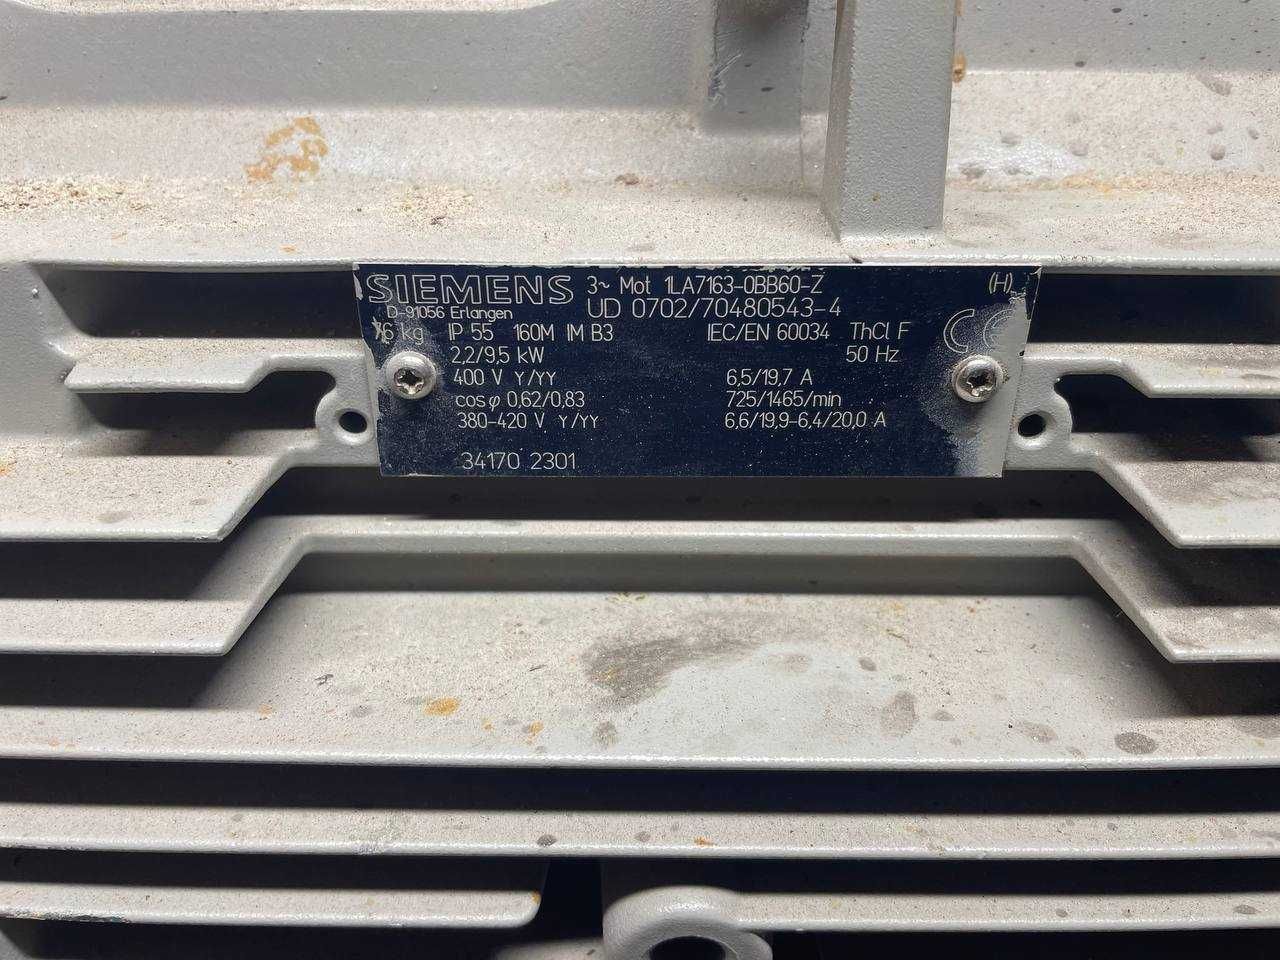 SIEMENS 3~ Mot 1LA7163-0BB60-Z (H)
D-91056 Erlangen UD 0702/70480543-4
76 kg IP 55 160M IM B3 IEC/EN 60034 ThCl F CE
2,2/9,5 kW 50 Hz
400 V Y/YY 6,5/19,7 A
cos φ 0,62/0,83 725/1465/min
380-420 V Y/YY 6,6/19,9-6,4/20,0 A
34170 2301